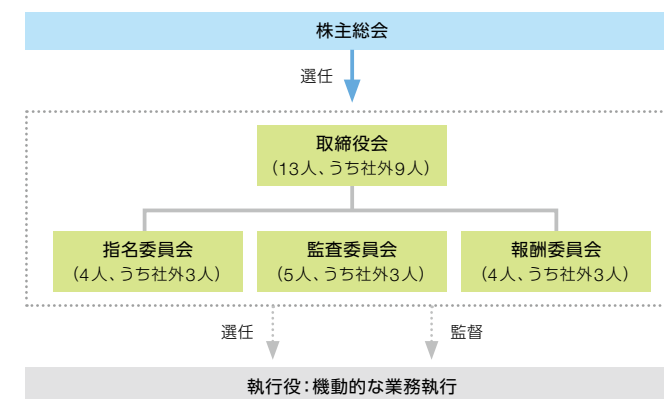 株主総会
選任
取締役会
（13人、うち社外9人）
指名委員会
（4人、うち社外3人）
監査委員会
（5人、うち社外3人）
報酬委員会
（4人、うち社外3人）
選任
監督
執行役：機動的な業務執行